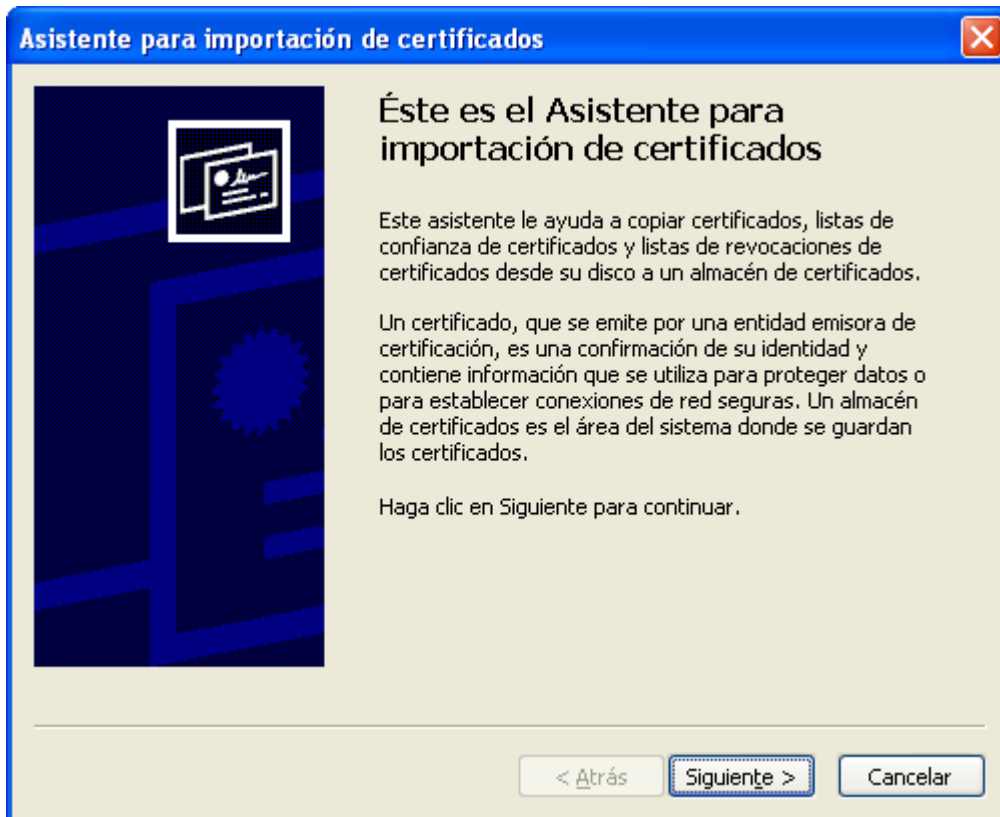 Asistente para importación de certificados
Éste es el Asistente para
importación de certificados
Este asistente le ayuda a copiar certificados, listas de
confianza de certificados y listas de revocaciones de
certificados desde su disco a un almacén de certificados.
Un certificado, que se emite por una entidad emisora de
certificación, es una confirmación de su identidad y
contiene información que se utiliza para proteger datos o
para establecer conexiones de red seguras. Un almacén
de certificados es el área del sistema donde se guardan
los certificados.
Haga clic en Siguiente para continuar.
< Atrás Siguiente > Cancelar